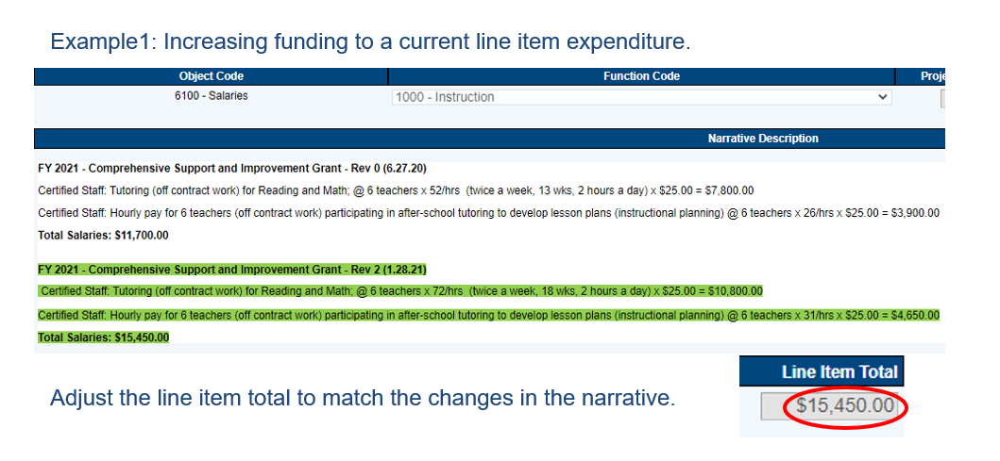 Example1: Increasing funding to a current line item expenditure.
Object Code Function Code
6100 - Salaries 1000 - Instruction
Narrative Description
FY 2021 - Comprehensive Support and Improvement Grant - Rev 0 (6.27.20)
Certified Staff: Tutoring (off contract work) for Reading and Math; @ 6 teachers x 52/hrs (twice a week, 13 wks, 2 hours a day) x $25.00 = $7,800.00
Certified Staff: Hourly pay for 6 teachers (off contract work) participating in after-school tutoring to develop lesson plans (instructional planning) @ 6 teachers x 26/hrs x $25.00 = $3,900.00
Total Salaries: $11,700.00
FY 2021 - Comprehensive Support and Improvement Grant - Rev 2 (1.28.21)
Certified Staff: Tutoring (off contract work) for Reading and Math; @ 6 teachers x 72/hrs (twice a week, 18 wks, 2 hours a day) x $25.00 = $10,800.00
Certified Staff: Hourly pay for 6 teachers (off contract work) participating in after-school tutoring to develop lesson plans (instructional planning) @ 6 teachers x 31/hrs x $25.00 = $4,650.00
Total Salaries: $15,450.00
Line Item Total
Adjust the line item total to match the changes in the narrative.
$15,450.00